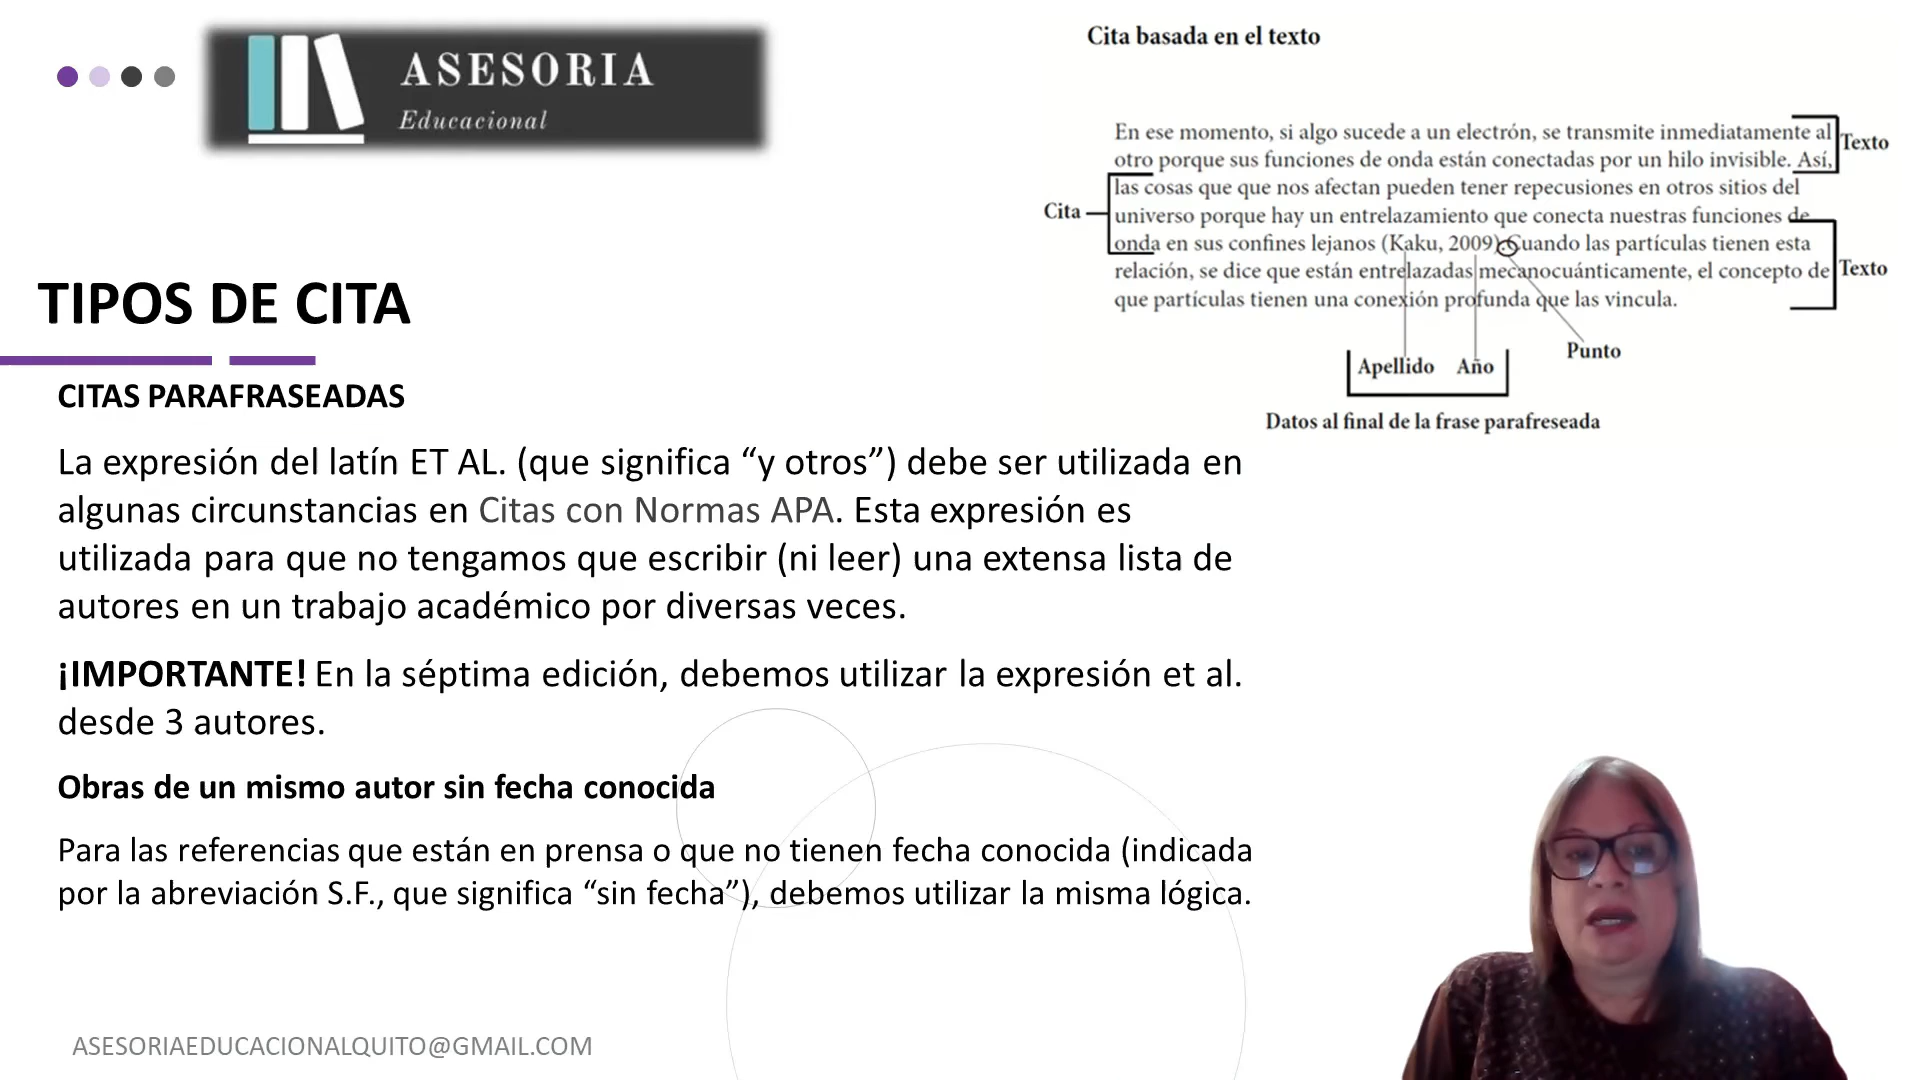 ASESORIA
Educacional
Cita basada en el texto
En ese momento, si algo sucede a un electrón, se transmite inmediatamente al
otro porque sus funciones de onda están conectadas por un hilo invisible. Así,
las cosas que que nos afectan pueden tener repecusiones en otros sitios del
universo porque hay un entrelazamiento que conecta nuestras funciones de
onda en sus confines lejanos (Kaku, 2009). Cuando las partículas tienen esta
relación, se dice que están entrelazadas mecanocuánticamente, el concepto de
que partículas tienen una conexión profunda que las vincula.
Texto
Cita
Texto
Punto
Apellido Año
Datos al final de la frase parafreseada
TIPOS DE CITA
CITAS PARAFRASEADAS
La expresión del latín ET AL. (que significa “y otros”) debe ser utilizada en
algunas circunstancias en Citas con Normas APA. Esta expresión es
utilizada para que no tengamos que escribir (ni leer) una extensa lista de
autores en un trabajo académico por diversas veces.
¡IMPORTANTE! En la séptima edición, debemos utilizar la expresión et al.
desde 3 autores.
Obras de un mismo autor sin fecha conocida
Para las referencias que están en prensa o que no tienen fecha conocida (indicada
por la abreviación S.F., que significa “sin fecha”), debemos utilizar la misma lógica.
ASESORIAEDUCACIONALQUITO@GMAIL.COM